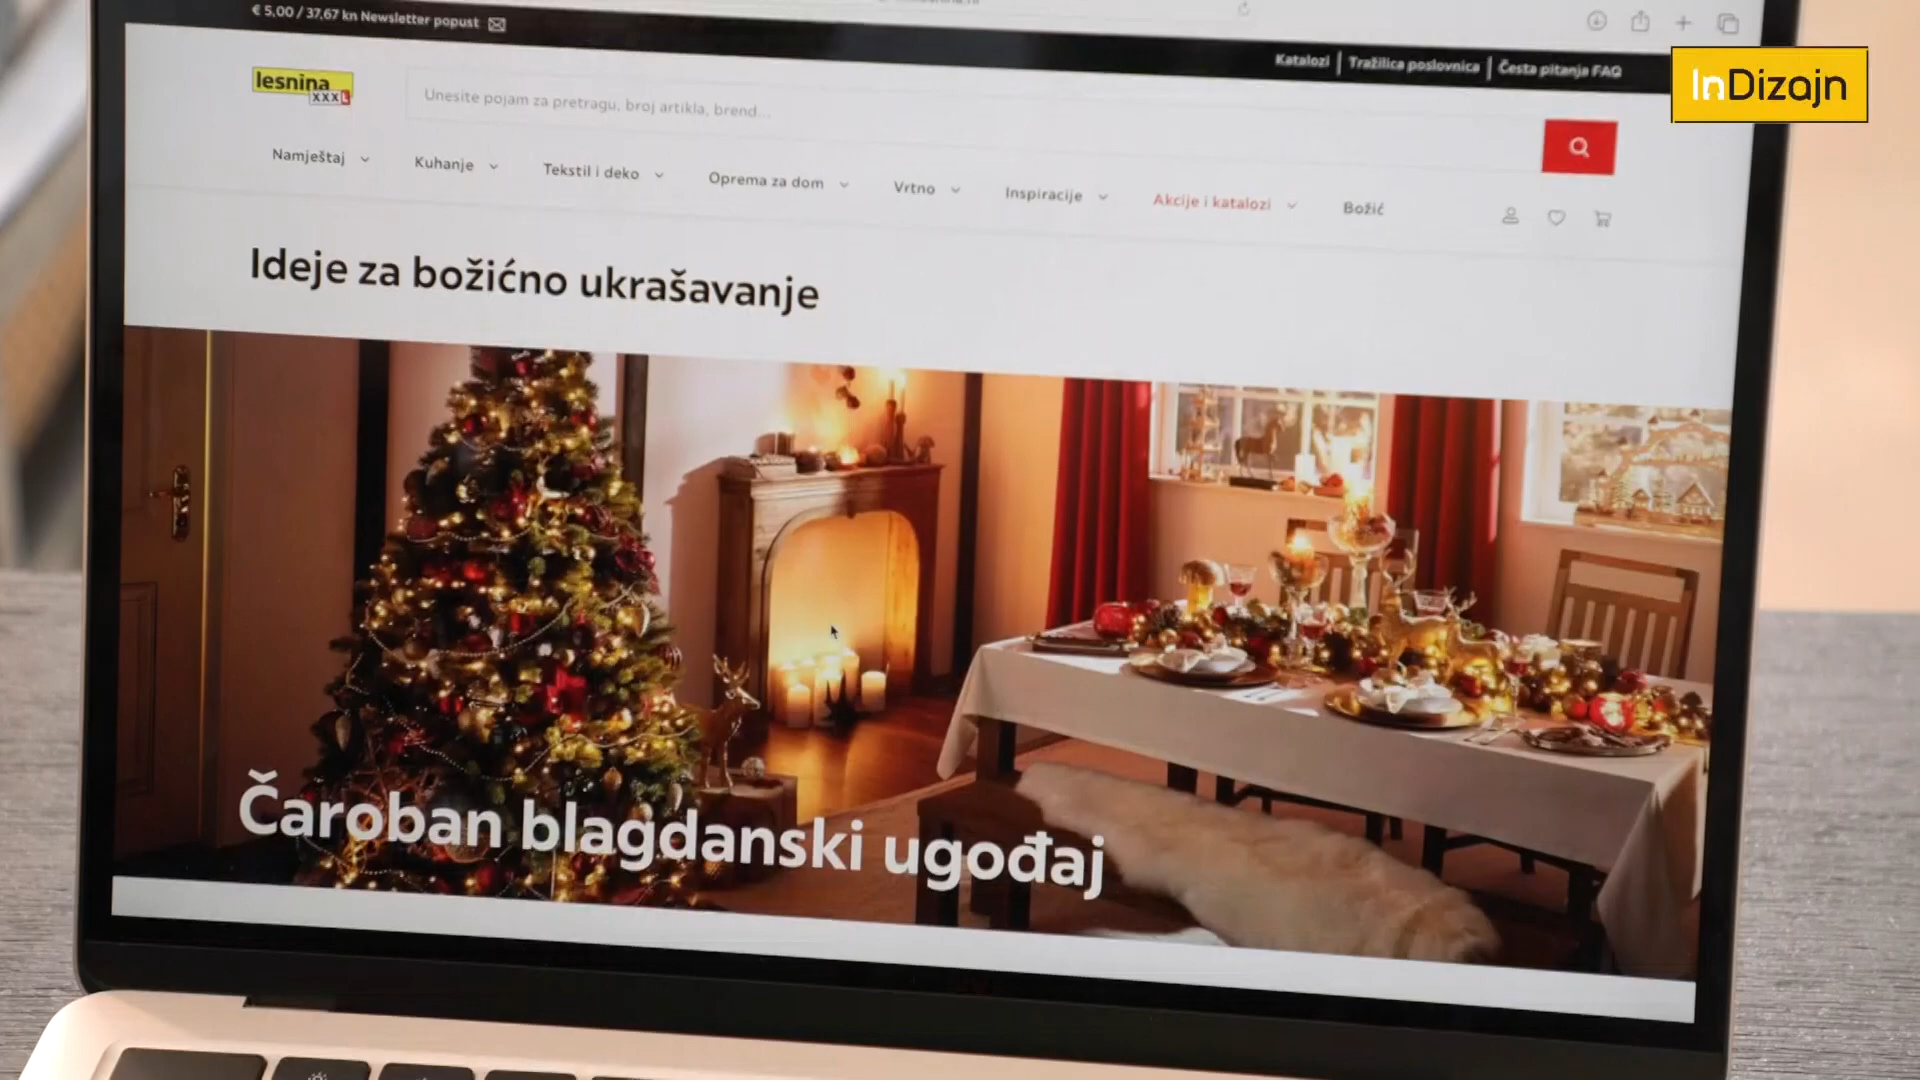 € 5,00 / 37,67 kn Newsletter popust
Katalozi | Tražilica poslovnica | Česta pitanja FAQ
InDizajn
lesnina
XXXL
Unesite pojam za pretragu, broj artikla, brend...
Namještaj
Kuhanje
Tekstil i deko
Oprema za dom
Vrtno
Inspiracije
Akcije i katalozi
Božić
Ideje za božićno ukrašavanje
Čaroban blagdanski ugođaj